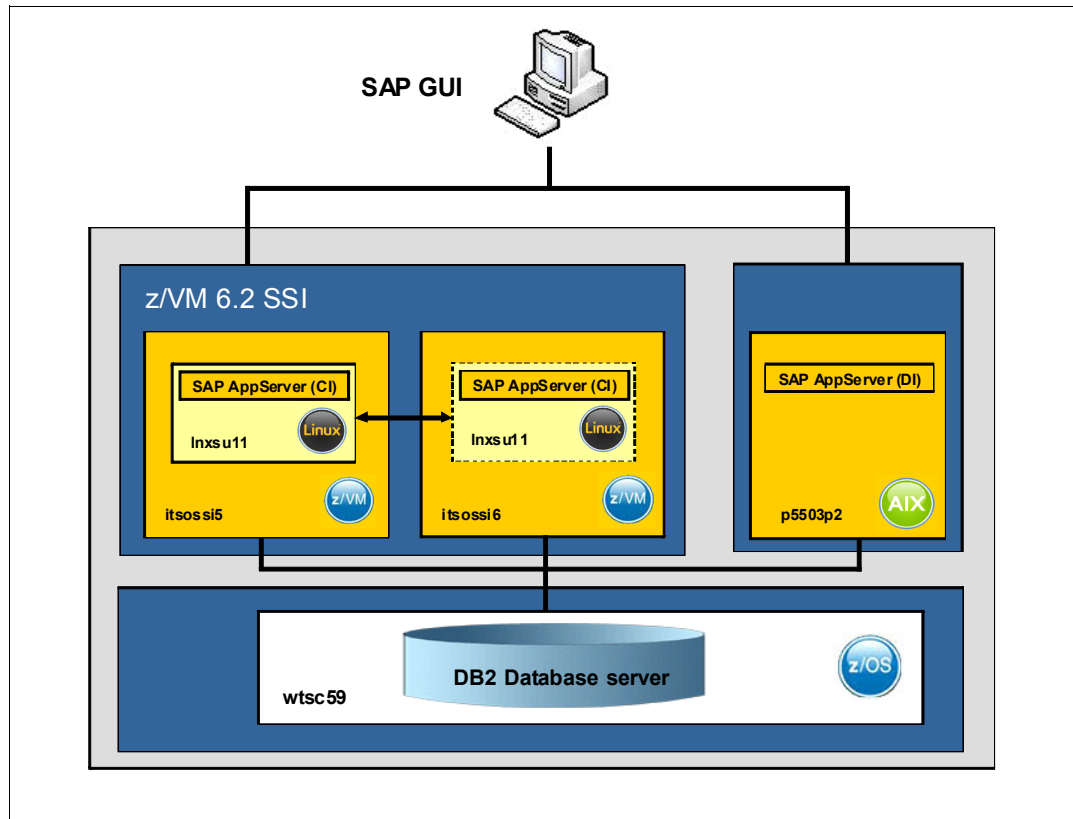 SAP GUI
z/VM 6.2 SSI
SAP AppServer (CI)
Linux
lnxsu11
z/VM
itsossi5
SAP AppServer (CI)
Linux
lnxsu11
z/VM
itsossi6
SAP AppServer (DI)
AIX
p5503p2
DB2 Database server
z/OS
wtsc59